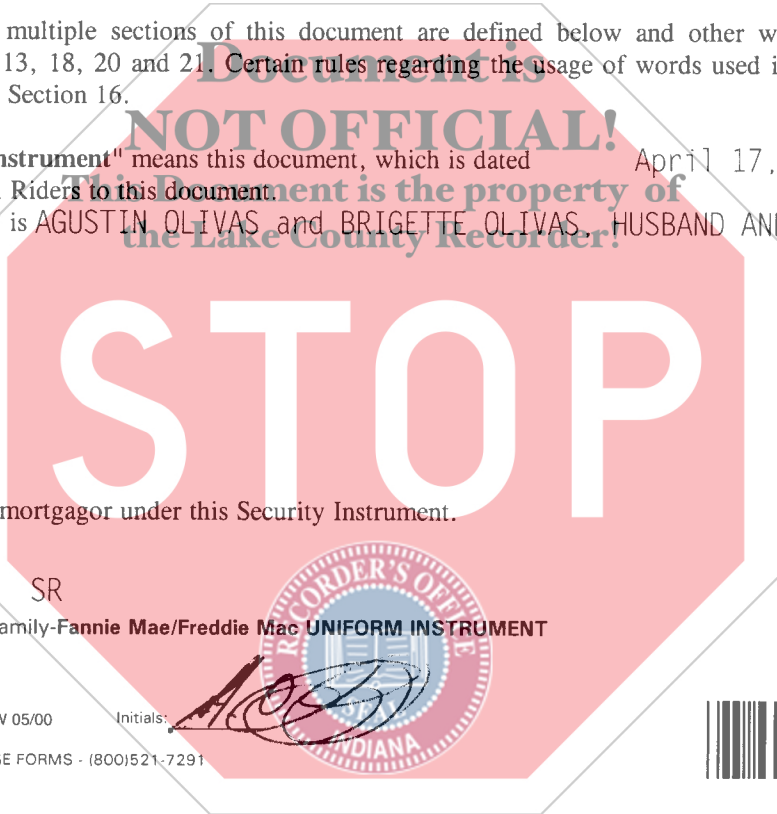 multiple sections of this document are defined below and other w
13, 18, 20 and 21. Certain rules regarding the usage of words used i
Document is
Section 16.
NOT OFFICIAL!
nstrument" means this document, which is dated April 17,
Riders to this document.
This Document is the property of
is AGUSTIN OLIVAS and BRIGETTE OLIVAS, HUSBAND AN
the Lake County Recorder!
STOP
mortgagor under this Security Instrument.
SR
amily-Fannie Mae/Freddie Mac UNIFORM INSTRUMENT
RECORDER'S OFFICE
SEAL
INDIANA
W 05/00 Initials:
SE FORMS - (800)521-7291